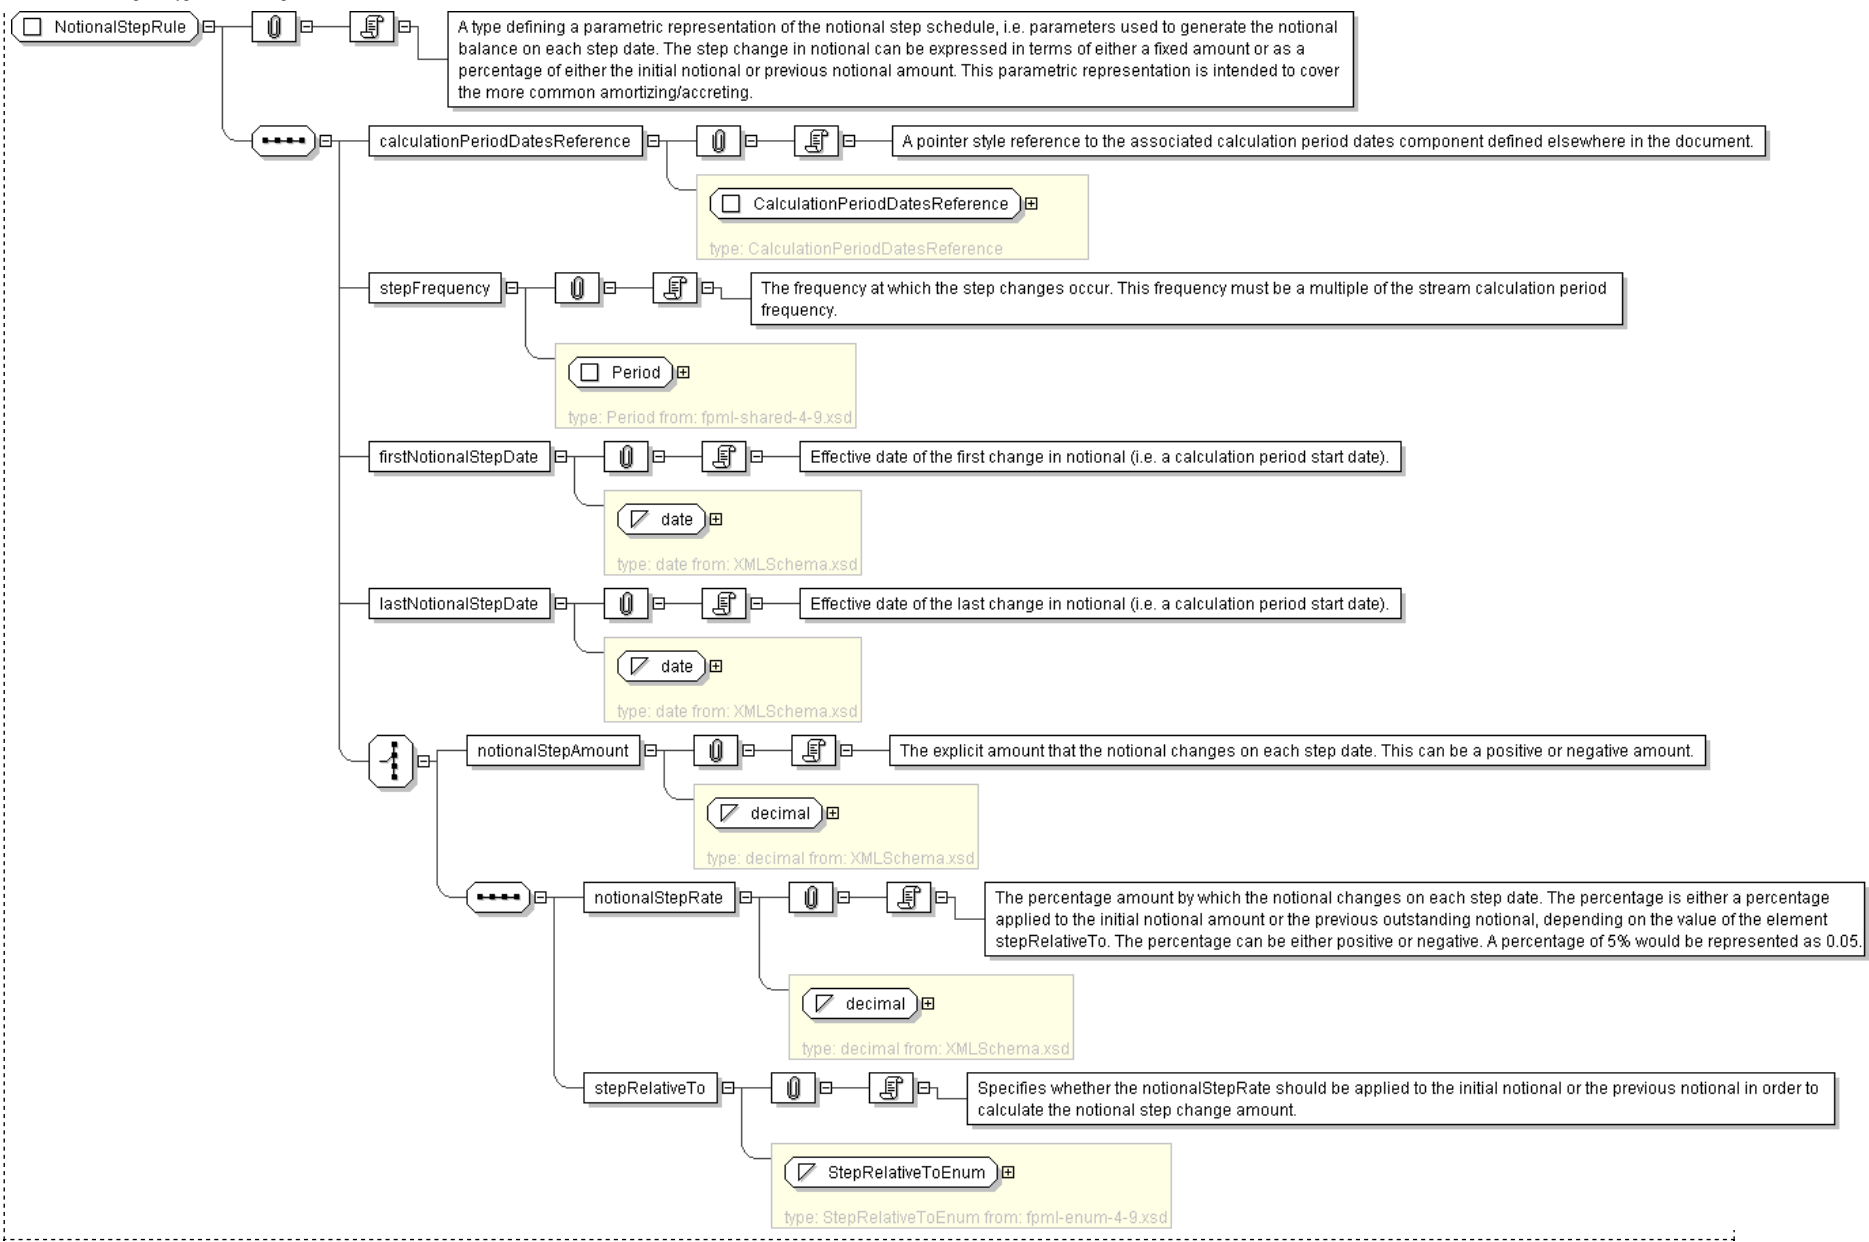 NotionalStepRule
A type defining a parametric representation of the notional step schedule, i.e. parameters used to generate the notional
balance on each step date. The step change in notional can be expressed in terms of either a fixed amount or as a
percentage of either the initial notional or previous notional amount. This parametric representation is intended to cover
the more common amortizing/accreting.
calculationPeriodDatesReference
A pointer style reference to the associated calculation period dates component defined elsewhere in the document.
CalculationPeriodDatesReference
type: CalculationPeriodDatesReference
stepFrequency
The frequency at which the step changes occur. This frequency must be a multiple of the stream calculation period
frequency.
Period
type: Period from: fpml-shared-4-9.xsd
firstNotionalStepDate
Effective date of the first change in notional (i.e. a calculation period start date).
date
type: date from: XMLSchema.xsd
lastNotionalStepDate
Effective date of the last change in notional (i.e. a calculation period start date).
date
type: date from: XMLSchema.xsd
notionalStepAmount
The explicit amount that the notional changes on each step date. This can be a positive or negative amount.
decimal
type: decimal from: XMLSchema.xsd
notionalStepRate
The percentage amount by which the notional changes on each step date. The percentage is either a percentage
applied to the initial notional amount or the previous outstanding notional, depending on the value of the element
stepRelativeTo. The percentage can be either positive or negative. A percentage of 5% would be represented as 0.05.
decimal
type: decimal from: XMLSchema.xsd
stepRelativeTo
Specifies whether the notionalStepRate should be applied to the initial notional or the previous notional in order to
calculate the notional step change amount.
StepRelativeToEnum
type: StepRelativeToEnum from: fpml-enum-4-9.xsd